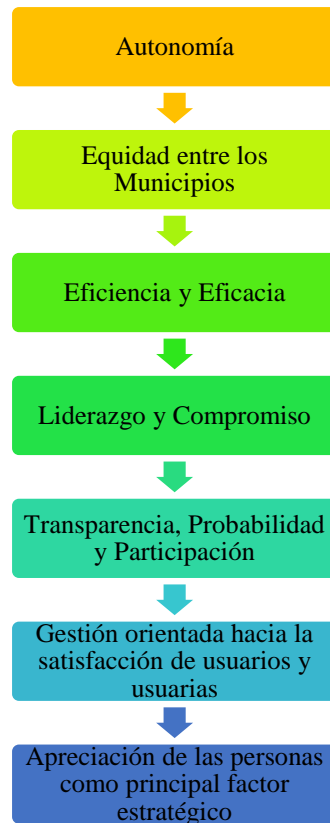 Autonomía
Equidad entre los
Municipios
Eficiencia y Eficacia
Liderazgo y Compromiso
Transparencia, Probabilidad
y Participación
Gestión orientada hacia la
satisfacción de usuarios y
usuarias
Apreciación de las personas
como principal factor
estratégico